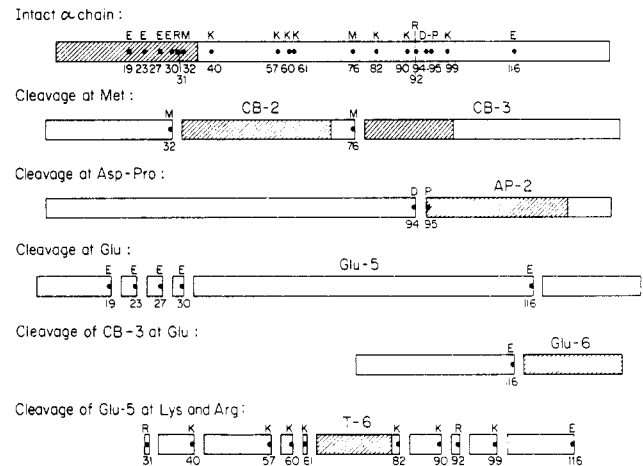 Intact α chain:
E E E E R M K K K K M K K R D-P K E
19 23 27 30 32 40 57 60 61 76 82 90 94-95 99 116
31 92
Cleavage at Met:
M CB-2 M CB-3
32 76
Cleavage at Asp-Pro:
D P AP-2
94 95
Cleavage at Glu:
E E E E Glu-5 E
19 23 27 30 116
Cleavage of CB-3 at Glu:
E Glu-6
116
Cleavage of Glu-5 at Lys and Arg:
R K K K K T-6 K K R K E
31 40 57 60 61 82 90 92 99 116